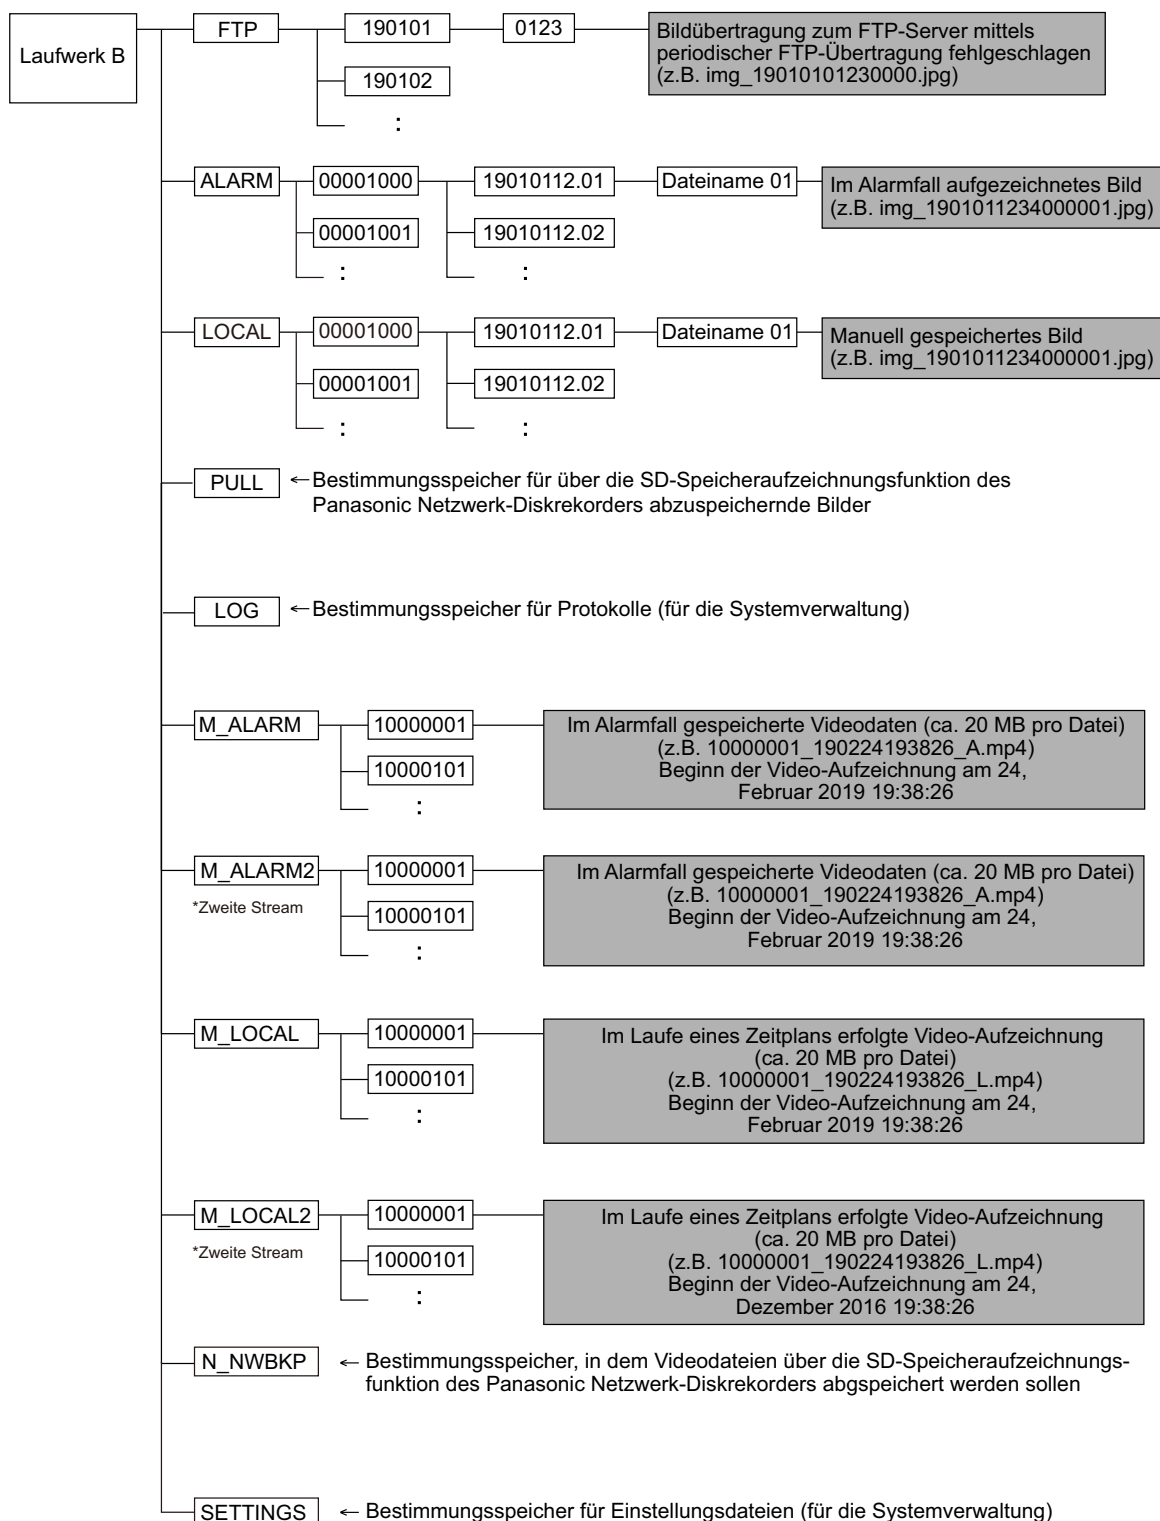 Laufwerk B
FTP
190101
0123
Bildübertragung zum FTP-Server mittels
periodischer FTP-Übertragung fehlgeschlagen
(z.B. img_19010101230000.jpg)
190102
:
ALARM
00001000
19010112.01
Dateiname 01
Im Alarmfall aufgezeichnetes Bild
(z.B. img_1901011234000001.jpg)
00001001
19010112.02
:
:
LOCAL
00001000
19010112.01
Dateiname 01
Manuell gespeichertes Bild
(z.B. img_1901011234000001.jpg)
00001001
19010112.02
:
:
PULL
←Bestimmungsspeicher für über die SD-Speicheraufzeichnungsfunktion des
Panasonic Netzwerk-Diskrekorders abzuspeichernde Bilder
LOG
←Bestimmungsspeicher für Protokolle (für die Systemverwaltung)
M_ALARM
10000001
Im Alarmfall gespeicherte Videodaten (ca. 20 MB pro Datei)
(z.B. 10000001_190224193826_A.mp4)
Beginn der Video-Aufzeichnung am 24,
Februar 2019 19:38:26
10000101
:
M_ALARM2
*Zweite Stream
10000001
Im Alarmfall gespeicherte Videodaten (ca. 20 MB pro Datei)
(z.B. 10000001_190224193826_A.mp4)
Beginn der Video-Aufzeichnung am 24,
Februar 2019 19:38:26
10000101
:
M_LOCAL
10000001
Im Laufe eines Zeitplans erfolgte Video-Aufzeichnung
(ca. 20 MB pro Datei)
(z.B. 10000001_190224193826_L.mp4)
Beginn der Video-Aufzeichnung am 24,
Februar 2019 19:38:26
10000101
:
M_LOCAL2
*Zweite Stream
10000001
Im Laufe eines Zeitplans erfolgte Video-Aufzeichnung
(ca. 20 MB pro Datei)
(z.B. 10000001_190224193826_L.mp4)
Beginn der Video-Aufzeichnung am 24,
Dezember 2016 19:38:26
10000101
:
N_NWBKP
← Bestimmungsspeicher, in dem Videodateien über die SD-Speicheraufzeichnungs-
funktion des Panasonic Netzwerk-Diskrekorders abgspeichert werden sollen
SETTINGS
← Bestimmungsspeicher für Einstellungsdateien (für die Systemverwaltung)